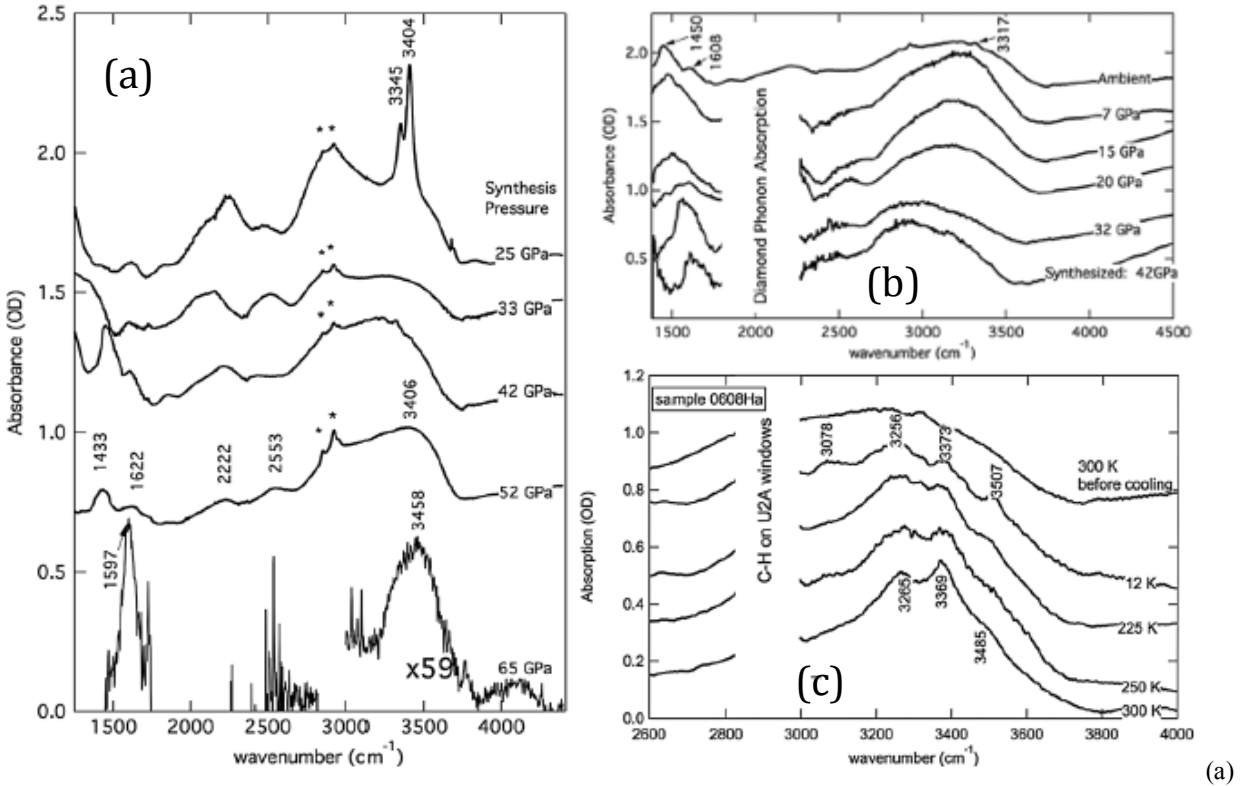 2.5
2.0
1.5
1.0
0.5
0.0
Absorbance (OD)
(a)
3345
3404
* *
Synthesis
Pressure
25 GPa
* *
33 GPa
* *
42 GPa
1433
1622
2222
2553
* *
3406
52 GPa
1597
3458
x59
65 GPa
1500 2000 2500 3000 3500 4000
wavenumber (cm⁻¹)
2.0
1.5
1.0
0.5
Absorbance (OD)
1450
1608
3317
Ambient
7 GPa
15 GPa
20 GPa
32 GPa
Synthesized: 42GPa
Diamond Phonon Absorption
(b)
1500 2000 2500 3000 3500 4000 4500
wavenumber (cm⁻¹)
1.2
1.0
0.8
0.6
0.4
0.2
0.0
Absorption (OD)
sample 0608Ha
C-H on U2A windows
3078
3256
3373
3507
300 K
before cooling
12 K
225 K
250 K
300 K
3265
3369
3485
(c)
2600 2800 3000 3200 3400 3600 3800 4000
wavenumber (cm⁻¹)
(a)